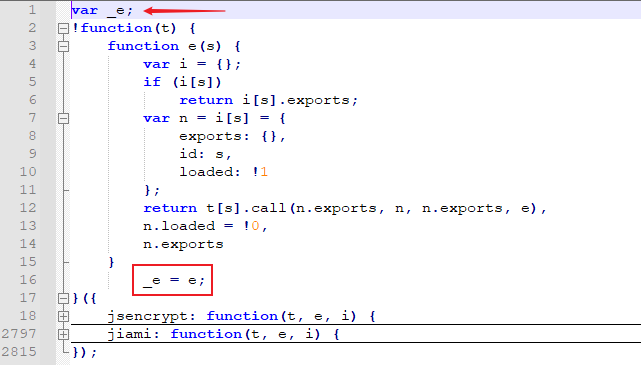 1 var _e;
2 !function(t) {
3 function e(s) {
4 var i = {};
5 if (i[s])
6 return i[s].exports;
7 var n = i[s] = {
8 exports: {},
9 id: s,
10 loaded: !1
11 };
12 return t[s].call(n.exports, n, n.exports, e),
13 n.loaded = !0,
14 n.exports
15 }
16 _e = e;
17 }({
18 jsencrypt: function(t, e, i) {
2797 jiami: function(t, e, i) {
2815 });